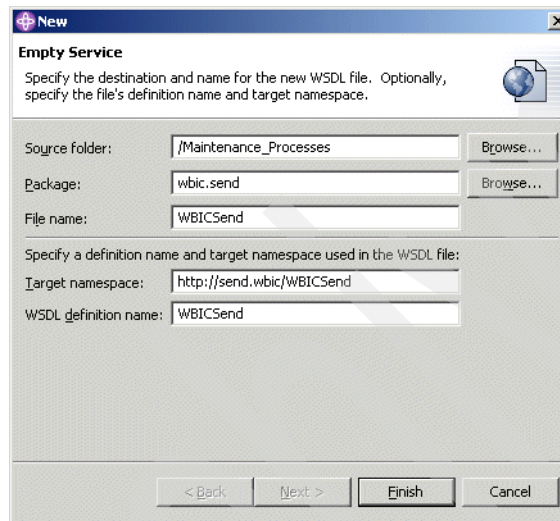 New
Empty Service
Specify the destination and name for the new WSDL file. Optionally,
specify the file's definition name and target namespace.
Source folder: /Maintenance_Processes Browse...
Package: wbic.send Browse...
File name: WBICSend
Specify a definition name and target namespace used in the WSDL file:
Target namespace: http://send.wbic/WBICSend
WSDL definition name: WBICSend
< Back Next > Finish Cancel